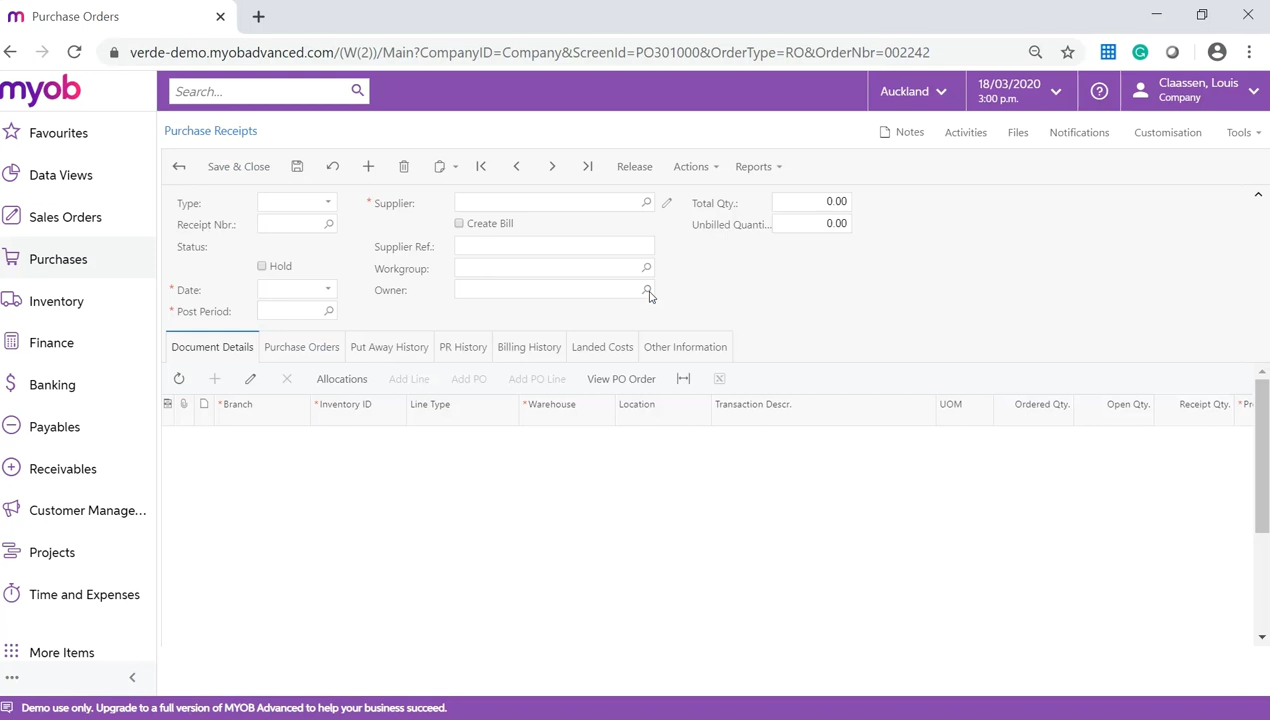 Purchase Orders
verde-demo.myobadvanced.com/(W(2))/Main?CompanyID=Company&ScreenId=PO301000&OrderType=RO&OrderNbr=002242
myob
Search...
Auckland
18/03/2020
3:00 p.m.
Claassen, Louis
Company
Favourites
Data Views
Sales Orders
Purchases
Inventory
Finance
Banking
Payables
Receivables
Customer Manage...
Projects
Time and Expenses
More Items
Purchase Receipts
Notes Activities Files Notifications Customisation Tools
Save & Close Release Actions Reports
Type: * Supplier: Total Qty.: 0.00
Receipt Nbr.: Create Bill Unbilled Quanti... 0.00
Status: Supplier Ref.:
Hold Workgroup:
* Date: Owner:
* Post Period:
Document Details Purchase Orders Put Away History PR History Billing History Landed Costs Other Information
Allocations Add Line Add PO Add PO Line View PO Order
* Branch * Inventory ID Line Type * Warehouse Location Transaction Descr. UOM Ordered Qty. Open Qty. Receipt Qty. * Pr
Demo use only. Upgrade to a full version of MYOB Advanced to help your business succeed.